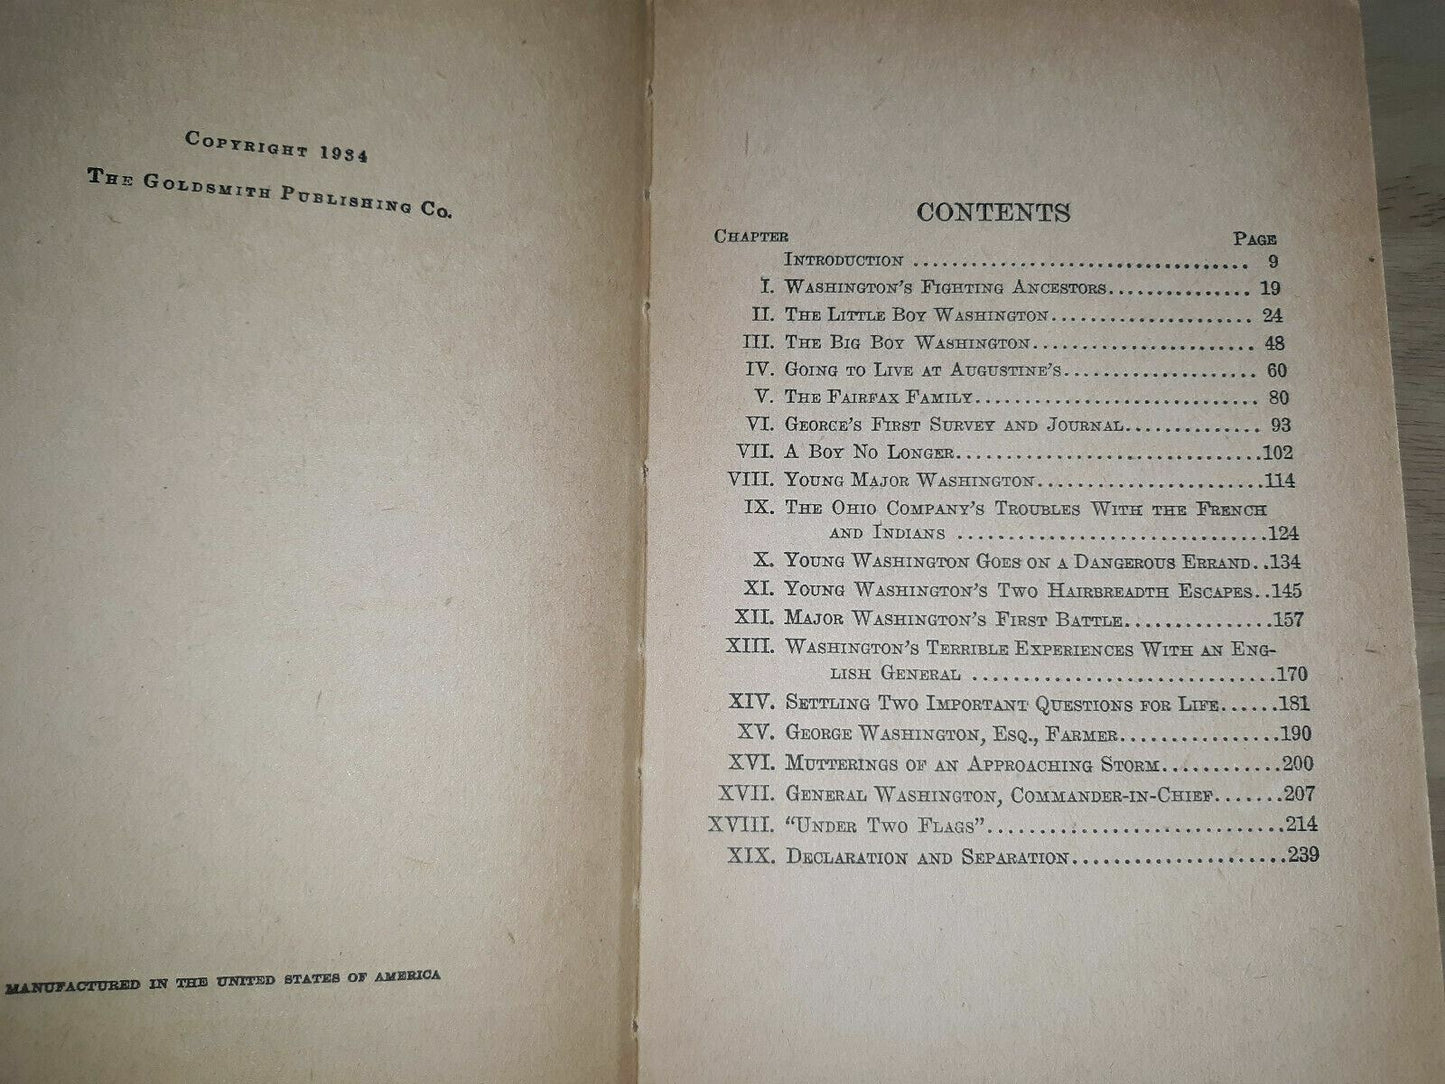 Copyright 1934
The Goldsmith Publishing Co.
MANUFACTURED IN THE UNITED STATES OF AMERICA
CONTENTS
Chapter Page
Introduction .................................. 9
I. Washington's Fighting Ancestors............... 19
II. The Little Boy Washington..................... 24
III. The Big Boy Washington....................... 48
IV. Going to Live at Augustine's.................... 60
V. The Fairfax Family............................. 80
VI. George's First Survey and Journal.............. 93
VII. A Boy No Longer...............................102
VIII. Young Major Washington.......................114
IX. The Ohio Company's Troubles With the French
and Indians ...............................124
X. Young Washington Goes on a Dangerous Errand..134
XI. Young Washington's Two Hairbreadth Escapes..145
XII. Major Washington's First Battle...............157
XIII. Washington's Terrible Experiences With an Eng-
lish General ..............................170
XIV. Settling Two Important Questions for Life......181
XV. George Washington, Esq., Farmer................190
XVI. Mutterings of an Approaching Storm............200
XVII. General Washington, Commander-in-Chief.......207
XVIII. "Under Two Flags".............................214
XIX. Declaration and Separation.....................239